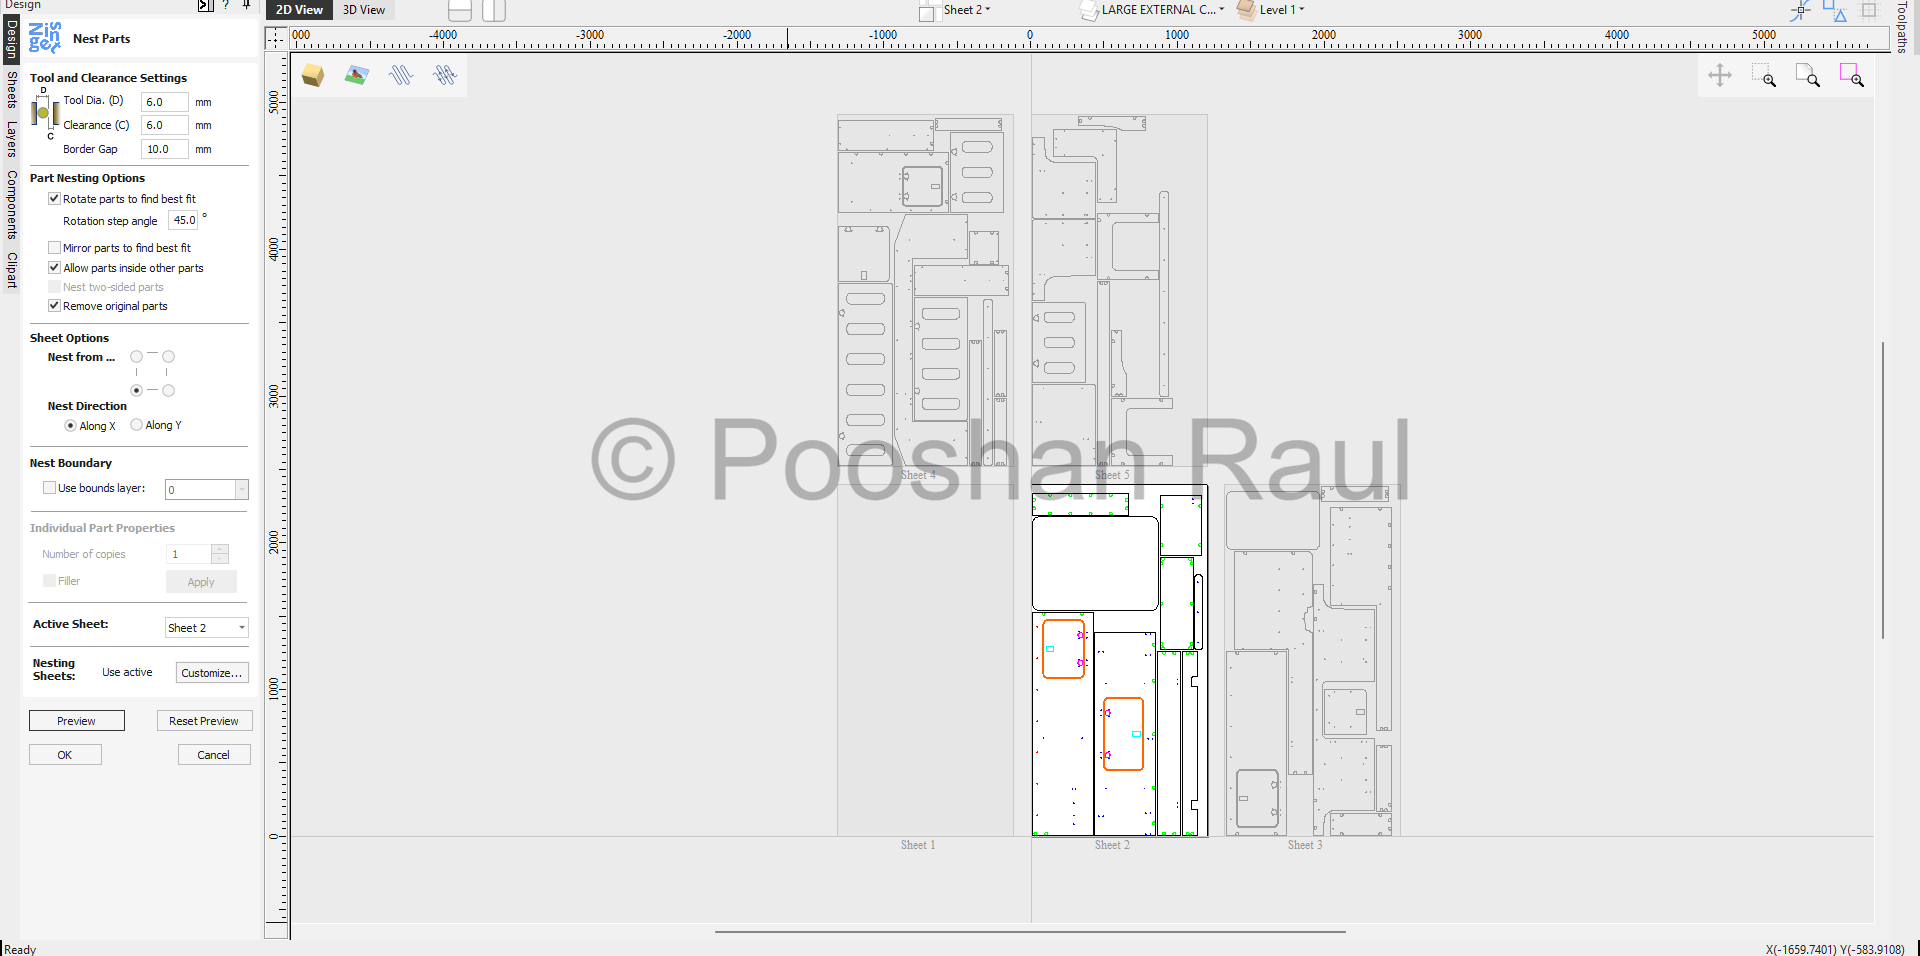 Design
?
2D View
3D View
Sheet 2
LARGE EXTERNAL C...
Level 1
Toolpaths
Design
Sheets
Layers
Components
Clipart
Nest Parts
000
-4000
-3000
-2000
-1000
0
1000
2000
3000
4000
5000
5000
4000
3000
2000
1000
0
Tool and Clearance Settings
D
C
Tool Dia. (D) 6.0 mm
Clearance (C) 6.0 mm
Border Gap 10.0 mm
Part Nesting Options
Rotate parts to find best fit
Rotation step angle 45.0 °
Mirror parts to find best fit
Allow parts inside other parts
Nest two-sided parts
Remove original parts
Sheet Options
Nest from ...
Nest Direction
Along X Along Y
Nest Boundary
Use bounds layer: 0
Individual Part Properties
Number of copies 1
Filler Apply
Active Sheet: Sheet 2
Nesting
Sheets: Use active Customize...
Preview Reset Preview
OK Cancel
Sheet 4
Sheet 5
© Pooshan Raul
Sheet 1
Sheet 2
Sheet 3
Ready
X(-1659.7401) Y(-583.9108)